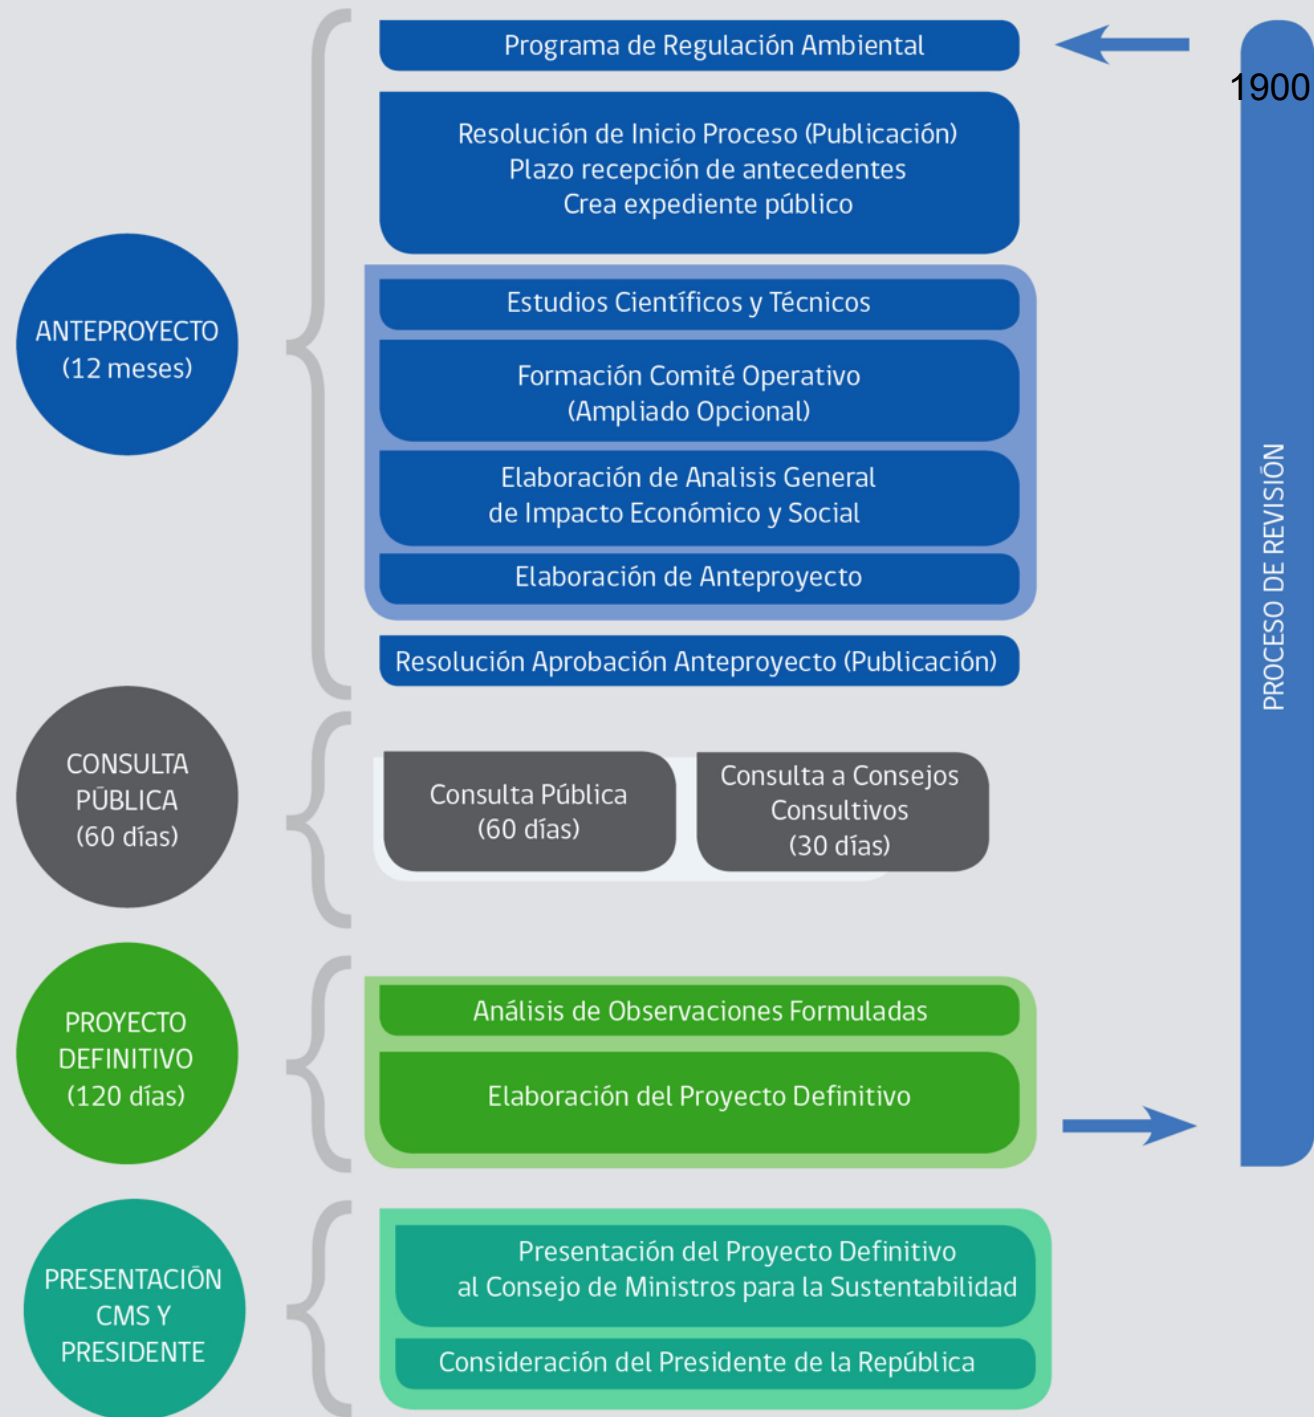 Programa de Regulación Ambiental
1900
Resolución de Inicio Proceso (Publicación)
Plazo recepción de antecedentes
Crea expediente público
ANTEPROYECTO
(12 meses)
Estudios Científicos y Técnicos
Formación Comité Operativo
(Ampliado Opcional)
Elaboración de Analisis General
de Impacto Económico y Social
Elaboración de Anteproyecto
Resolución Aprobación Anteproyecto (Publicación)
PROCESO DE REVISIÓN
CONSULTA
PÚBLICA
(60 días)
Consulta Pública
(60 días)
Consulta a Consejos
Consultivos
(30 días)
PROYECTO
DEFINITIVO
(120 días)
Análisis de Observaciones Formuladas
Elaboración del Proyecto Definitivo
PRESENTACIÓN
CMS Y
PRESIDENTE
Presentación del Proyecto Definitivo
al Consejo de Ministros para la Sustentabilidad
Consideración del Presidente de la República